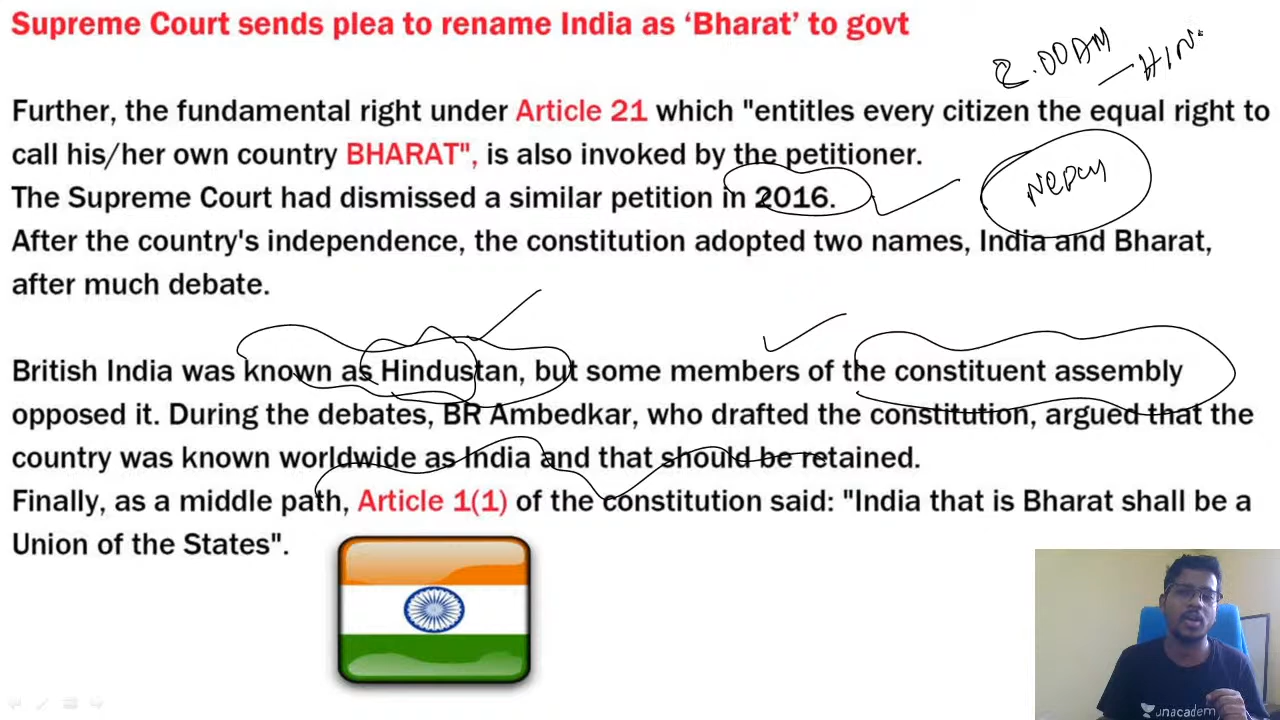 Supreme Court sends plea to rename India as ‘Bharat’ to govt
2.00AM
HIN
Further, the fundamental right under Article 21 which "entitles every citizen the equal right to
call his/her own country BHARAT", is also invoked by the petitioner.
The Supreme Court had dismissed a similar petition in 2016.
After the country's independence, the constitution adopted two names, India and Bharat,
after much debate.
British India was known as Hindustan, but some members of the constituent assembly
opposed it. During the debates, BR Ambedkar, who drafted the constitution, argued that the
country was known worldwide as India and that should be retained.
Finally, as a middle path, Article 1(1) of the constitution said: "India that is Bharat shall be a
Union of the States".
unacadem